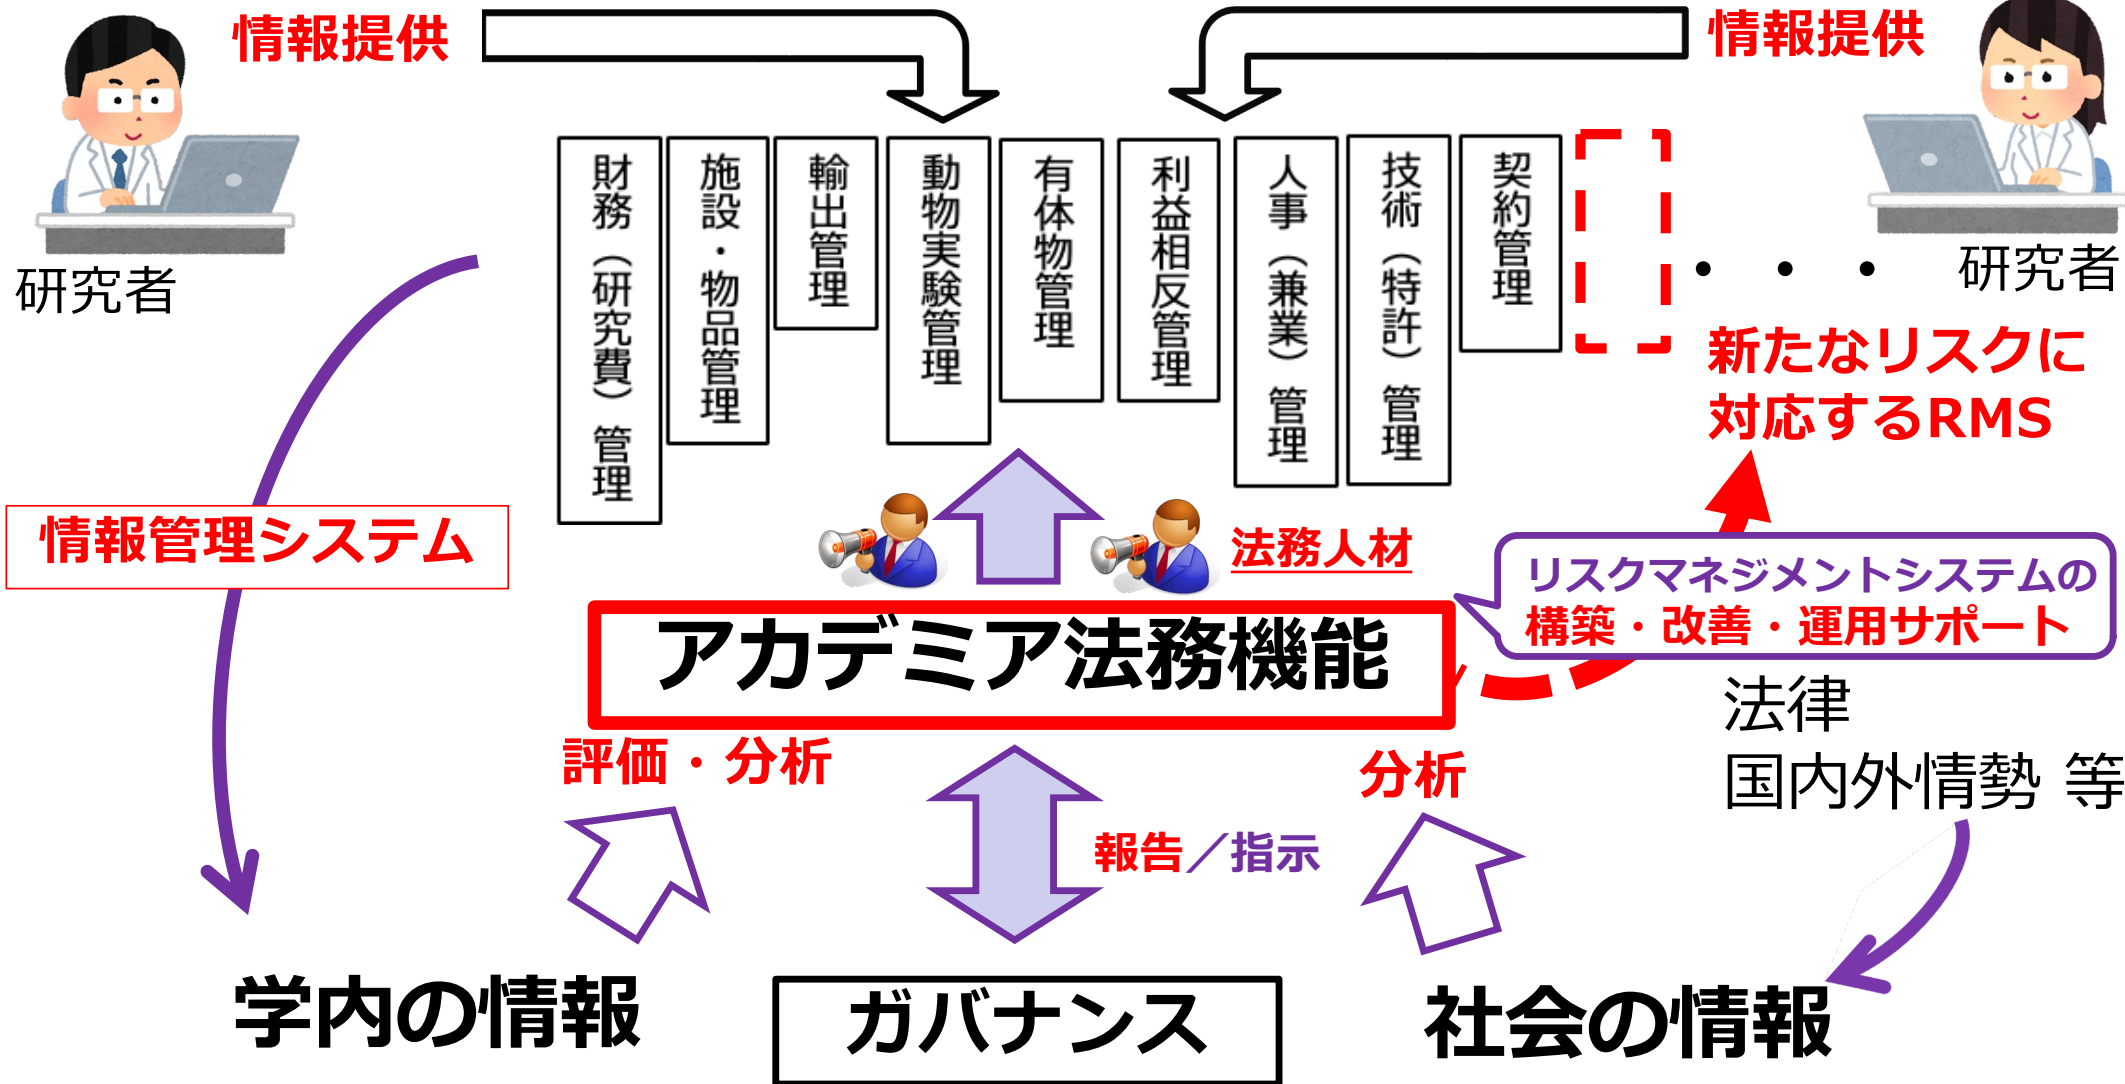 情報提供
情報提供
研究者
研究者
財務（研究費）管理
施設・物品管理
輸出管理
動物実験管理
有体物管理
利益相反管理
人事（兼業）管理
技術（特許）管理
契約管理
・・・
新たなリスクに
対応するRMS
情報管理システム
法務人材
リスクマネジメントシステムの
構築・改善・運用サポート
アカデミア法務機能
法律
国内外情勢 等
評価・分析
分析
報告／指示
学内の情報
ガバナンス
社会の情報